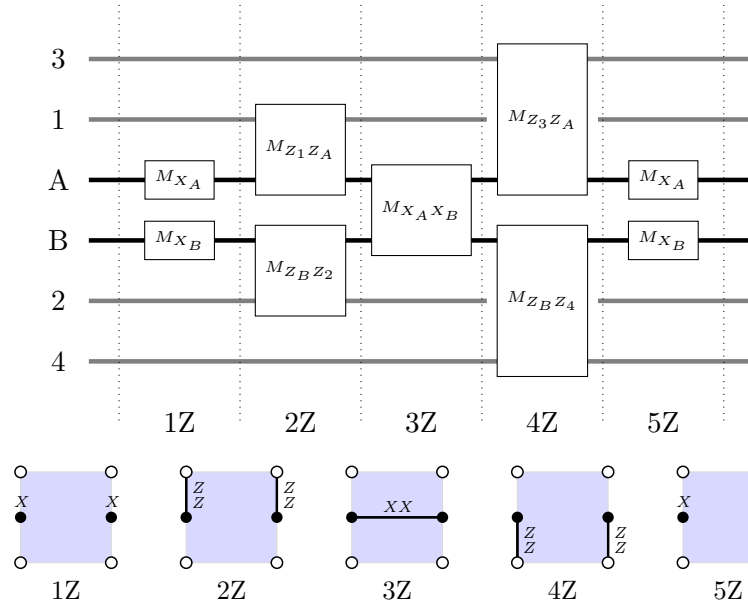 3
1
A
B
2
4
M_{Z_1 Z_A}
M_{Z_3 Z_A}
M_{X_A}
M_{X_A X_B}
M_{X_A}
M_{X_B}
M_{Z_B Z_2}
M_{Z_B Z_4}
M_{X_B}
1Z 2Z 3Z 4Z 5Z
X X
Z Z
Z Z
XX
Z Z
Z Z
X
1Z 2Z 3Z 4Z 5Z